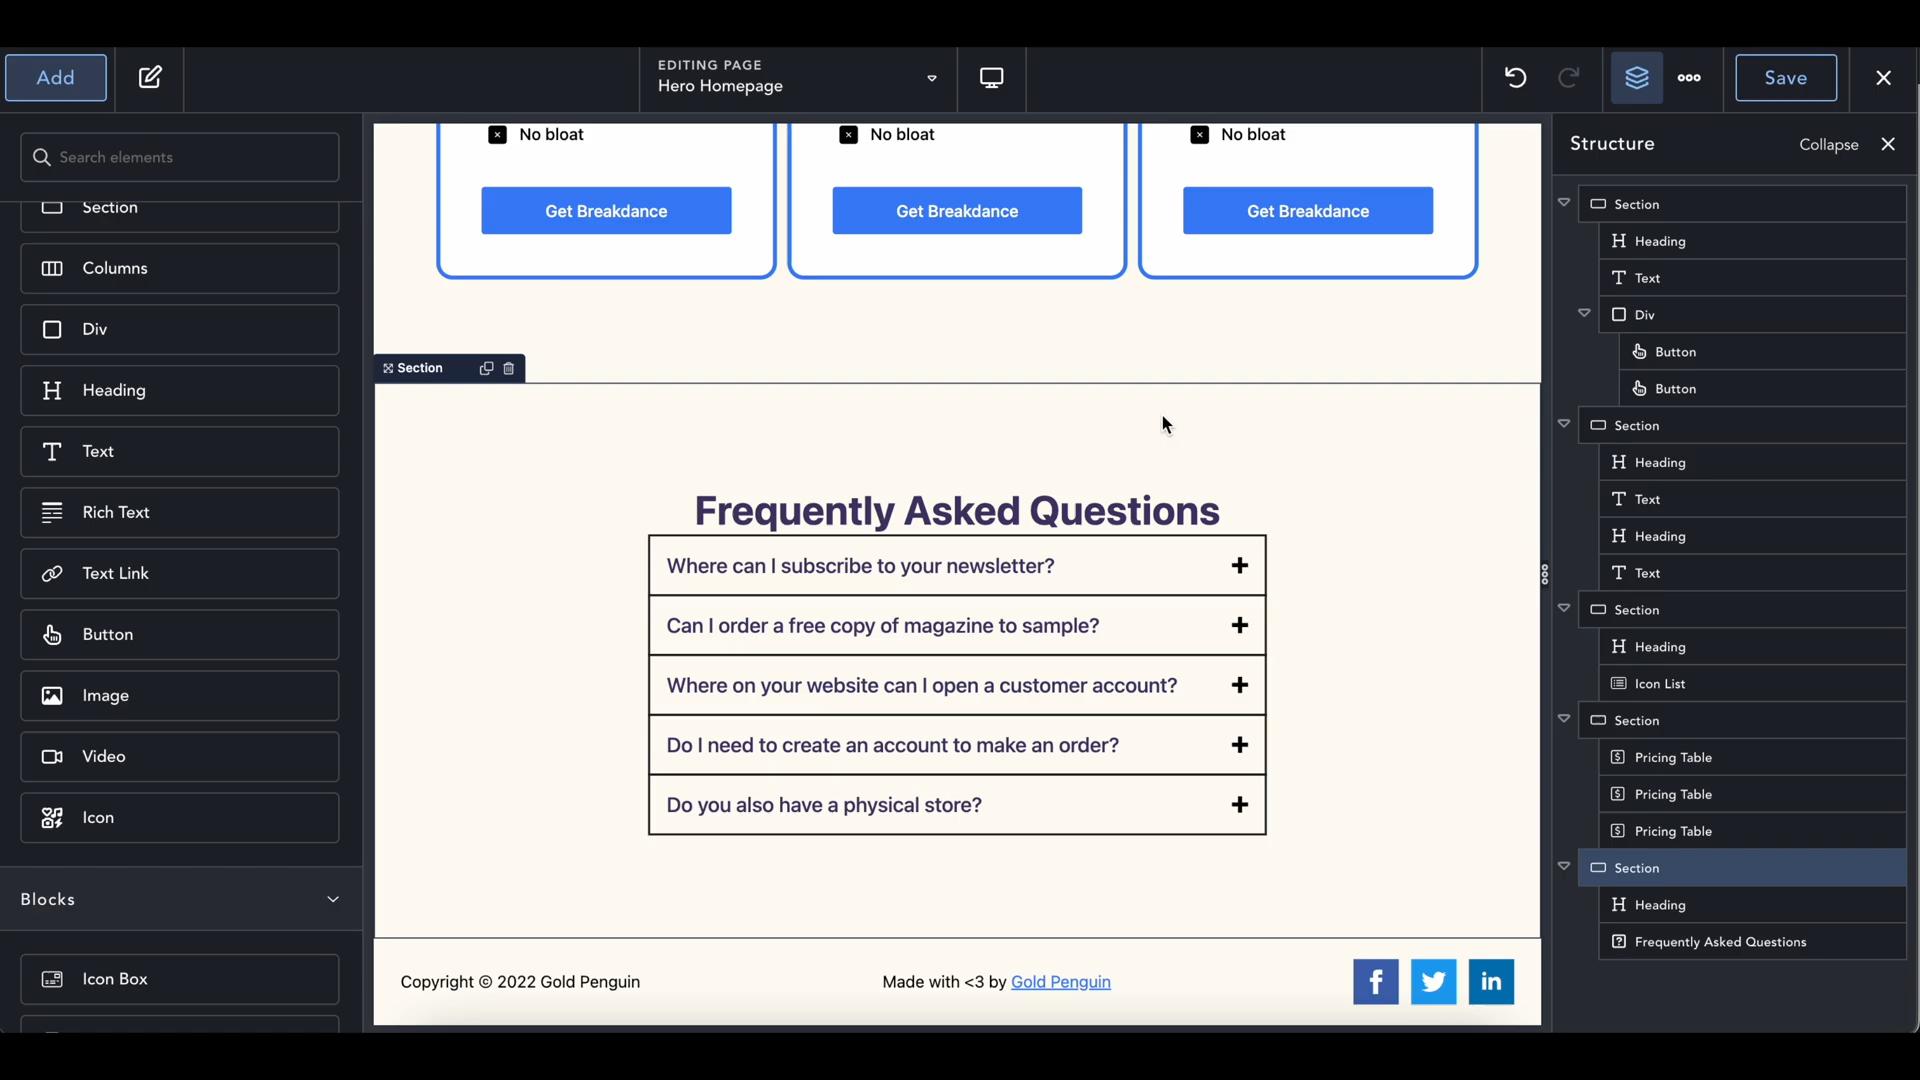 Add
EDITING PAGE
Hero Homepage
Save
Search elements
Section
Columns
Div
Heading
Text
Rich Text
Text Link
Button
Image
Video
Icon
Blocks
Icon Box
No bloat
No bloat
No bloat
Get Breakdance
Get Breakdance
Get Breakdance
Section
Frequently Asked Questions
Where can I subscribe to your newsletter?
Can I order a free copy of magazine to sample?
Where on your website can I open a customer account?
Do I need to create an account to make an order?
Do you also have a physical store?
Copyright © 2022 Gold Penguin
Made with <3 by Gold Penguin
Structure
Collapse
Section
Heading
Text
Div
Button
Button
Section
Heading
Text
Heading
Text
Section
Heading
Icon List
Section
Pricing Table
Pricing Table
Pricing Table
Section
Heading
Frequently Asked Questions